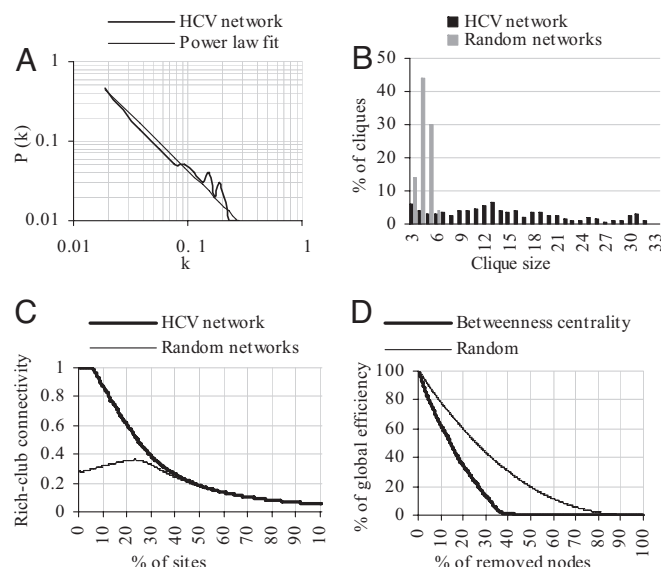 HCV network
Power law fit
A
1
0.1
0.01
P (k)
0.01
0. 1
1
k
HCV network
Random networks
B
50
40
30
20
10
0
% of cliques
3 6 9 12 15 18 21 24 27 30 33
Clique size
C
HCV network
Random networks
1
0.8
0.6
0.4
0.2
0
Rich-club connectivity
0 10 20 30 40 50 60 70 80 90 10
% of sites
D
Betweenness centrality
Random
100
80
60
40
20
0
% of global efficiency
0 10 20 30 40 50 60 70 80 90 100
% of removed nodes